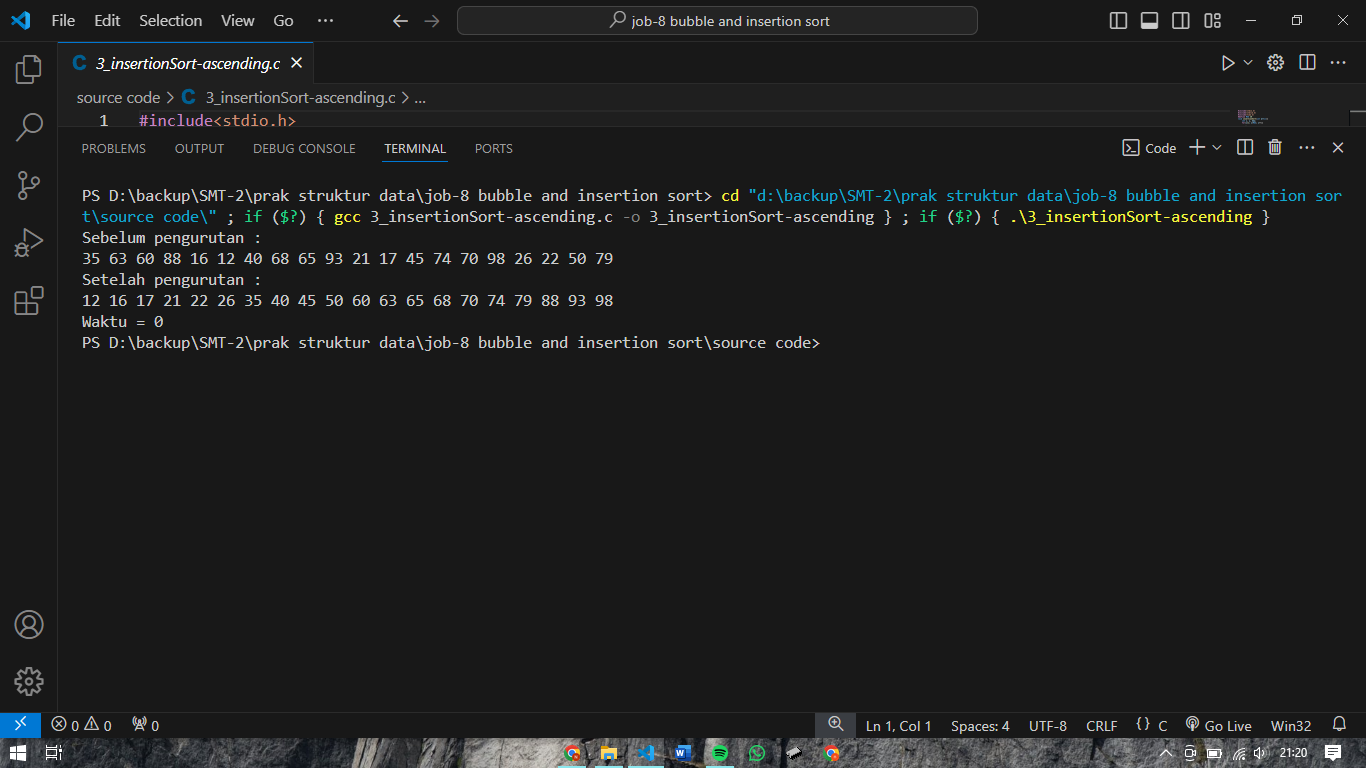 File Edit Selection View Go ··· job-8 bubble and insertion sort
C 3_insertionSort-ascending.c
source code > C 3_insertionSort-ascending.c > ...
1 #include<stdio.h>
PROBLEMS OUTPUT DEBUG CONSOLE TERMINAL PORTS Code
PS D:\backup\SMT-2\prak struktur data\job-8 bubble and insertion sort> cd "d:\backup\SMT-2\prak struktur data\job-8 bubble and insertion sor
t\source code\" ; if ($?) { gcc 3_insertionSort-ascending.c -o 3_insertionSort-ascending } ; if ($?) { .\3_insertionSort-ascending }
Sebelum pengurutan :
35 63 60 88 16 12 40 68 65 93 21 17 45 74 70 98 26 22 50 79
Setelah pengurutan :
12 16 17 21 22 26 35 40 45 50 60 63 65 68 70 74 79 88 93 98
Waktu = 0
PS D:\backup\SMT-2\prak struktur data\job-8 bubble and insertion sort\source code>
0 0 0 Ln 1, Col 1 Spaces: 4 UTF-8 CRLF {} C Go Live Win32
21:20